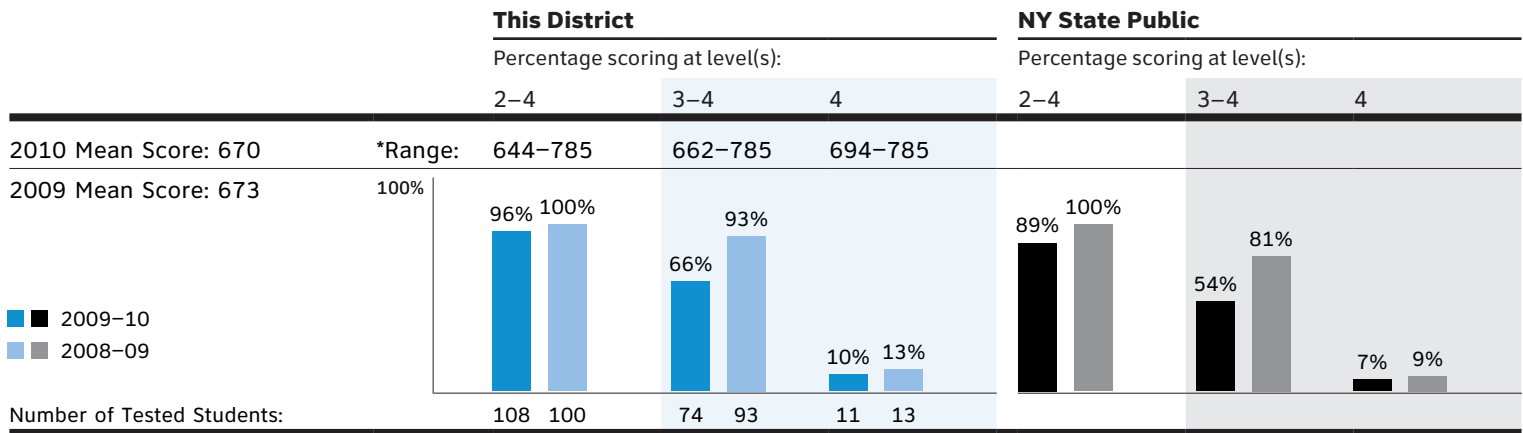 This District NY State Public
Percentage scoring at level(s): Percentage scoring at level(s):
2–4 3–4 4 2–4 3–4 4
2010 Mean Score: 670 *Range: 644–785 662–785 694–785
2009 Mean Score: 673 100%
96% 100% 93% 89% 100% 81%
66% 54%
10% 13% 7% 9%
2009–10
2008–09
Number of Tested Students: 108 100 74 93 11 13